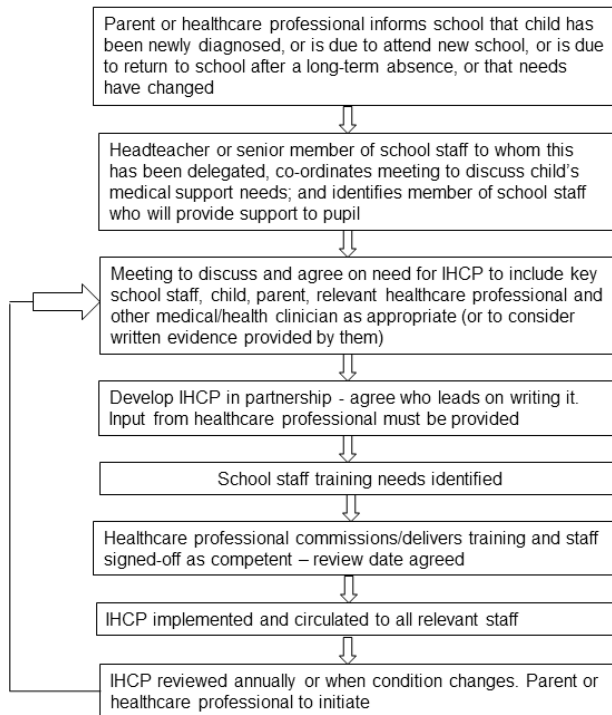 Parent or healthcare professional informs school that child has
been newly diagnosed, or is due to attend new school, or is due
to return to school after a long-term absence, or that needs
have changed
Headteacher or senior member of school staff to whom this
has been delegated, co-ordinates meeting to discuss child's
medical support needs; and identifies member of school staff
who will provide support to pupil
Meeting to discuss and agree on need for IHCP to include key
school staff, child, parent, relevant healthcare professional and
other medical/health clinician as appropriate (or to consider
written evidence provided by them)
Develop IHCP in partnership - agree who leads on writing it.
Input from healthcare professional must be provided
School staff training needs identified
Healthcare professional commissions/delivers training and staff
signed-off as competent – review date agreed
IHCP implemented and circulated to all relevant staff
IHCP reviewed annually or when condition changes. Parent or
healthcare professional to initiate